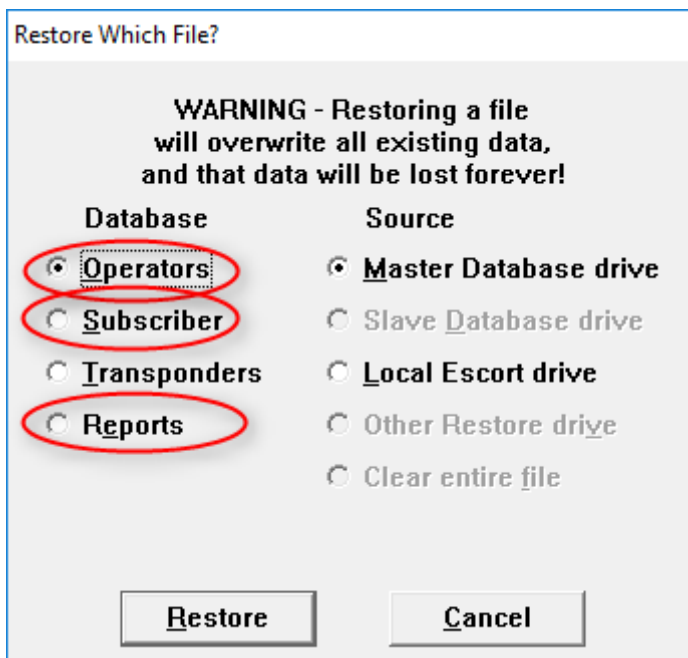 Restore Which File?
WARNING - Restoring a file
will overwrite all existing data,
and that data will be lost forever!
Database
Source
Operators
Master Database drive
Subscriber
Slave Database drive
Transponders
Local Escort drive
Reports
Other Restore drive
Clear entire file
Restore
Cancel